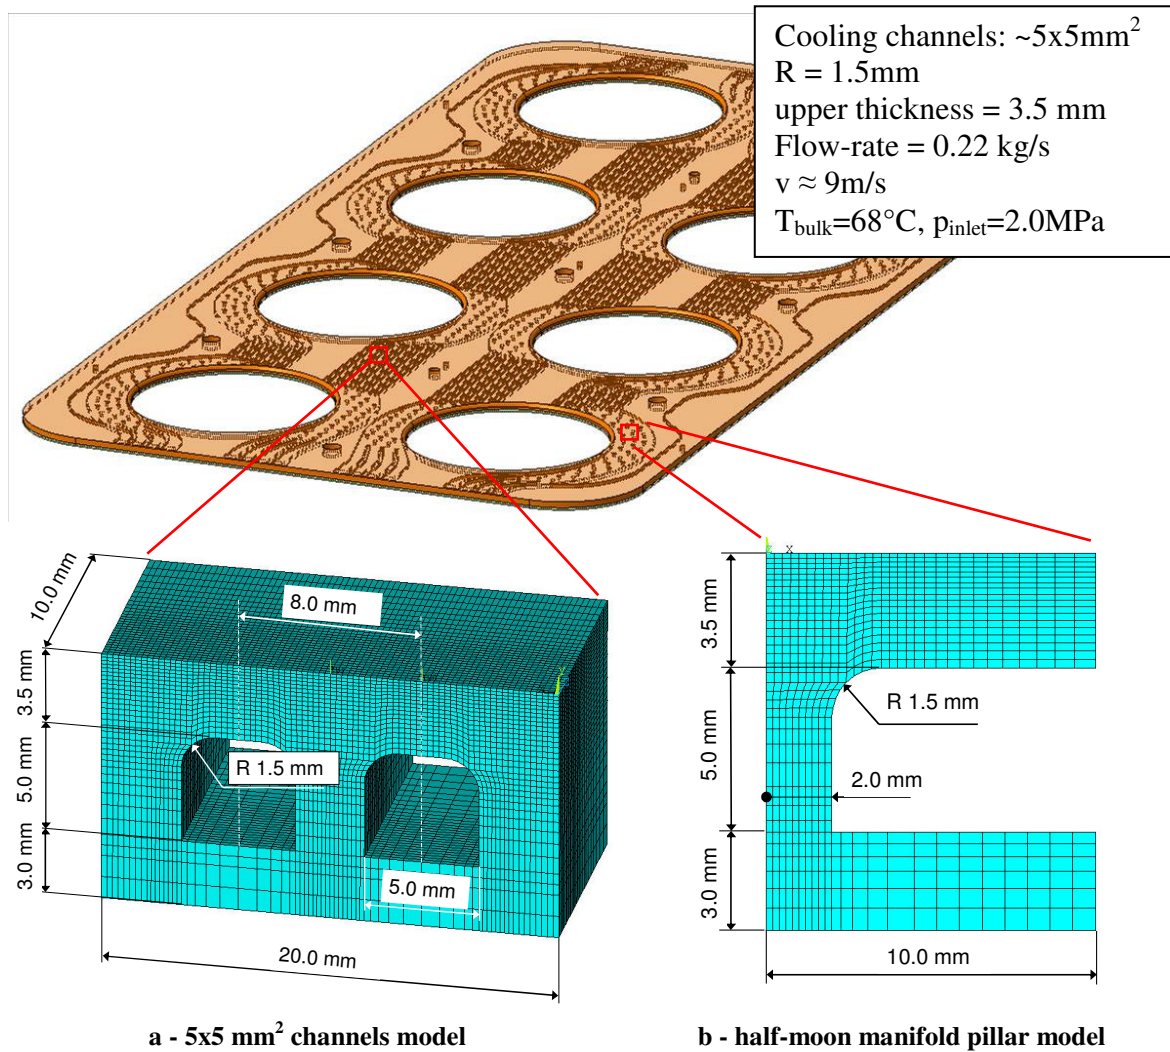 Cooling channels: ~5x5mm²
R = 1.5mm
upper thickness = 3.5 mm
Flow-rate = 0.22 kg/s
v ≈ 9m/s
T_bulk=68°C, p_inlet=2.0MPa
10.0 mm
8.0 mm
3.5 mm
5.0 mm
R 1.5 mm
3.0 mm
5.0 mm
20.0 mm
X
3.5 mm
R 1.5 mm
5.0 mm
2.0 mm
3.0 mm
10.0 mm
a - 5x5 mm² channels model
b - half-moon manifold pillar model